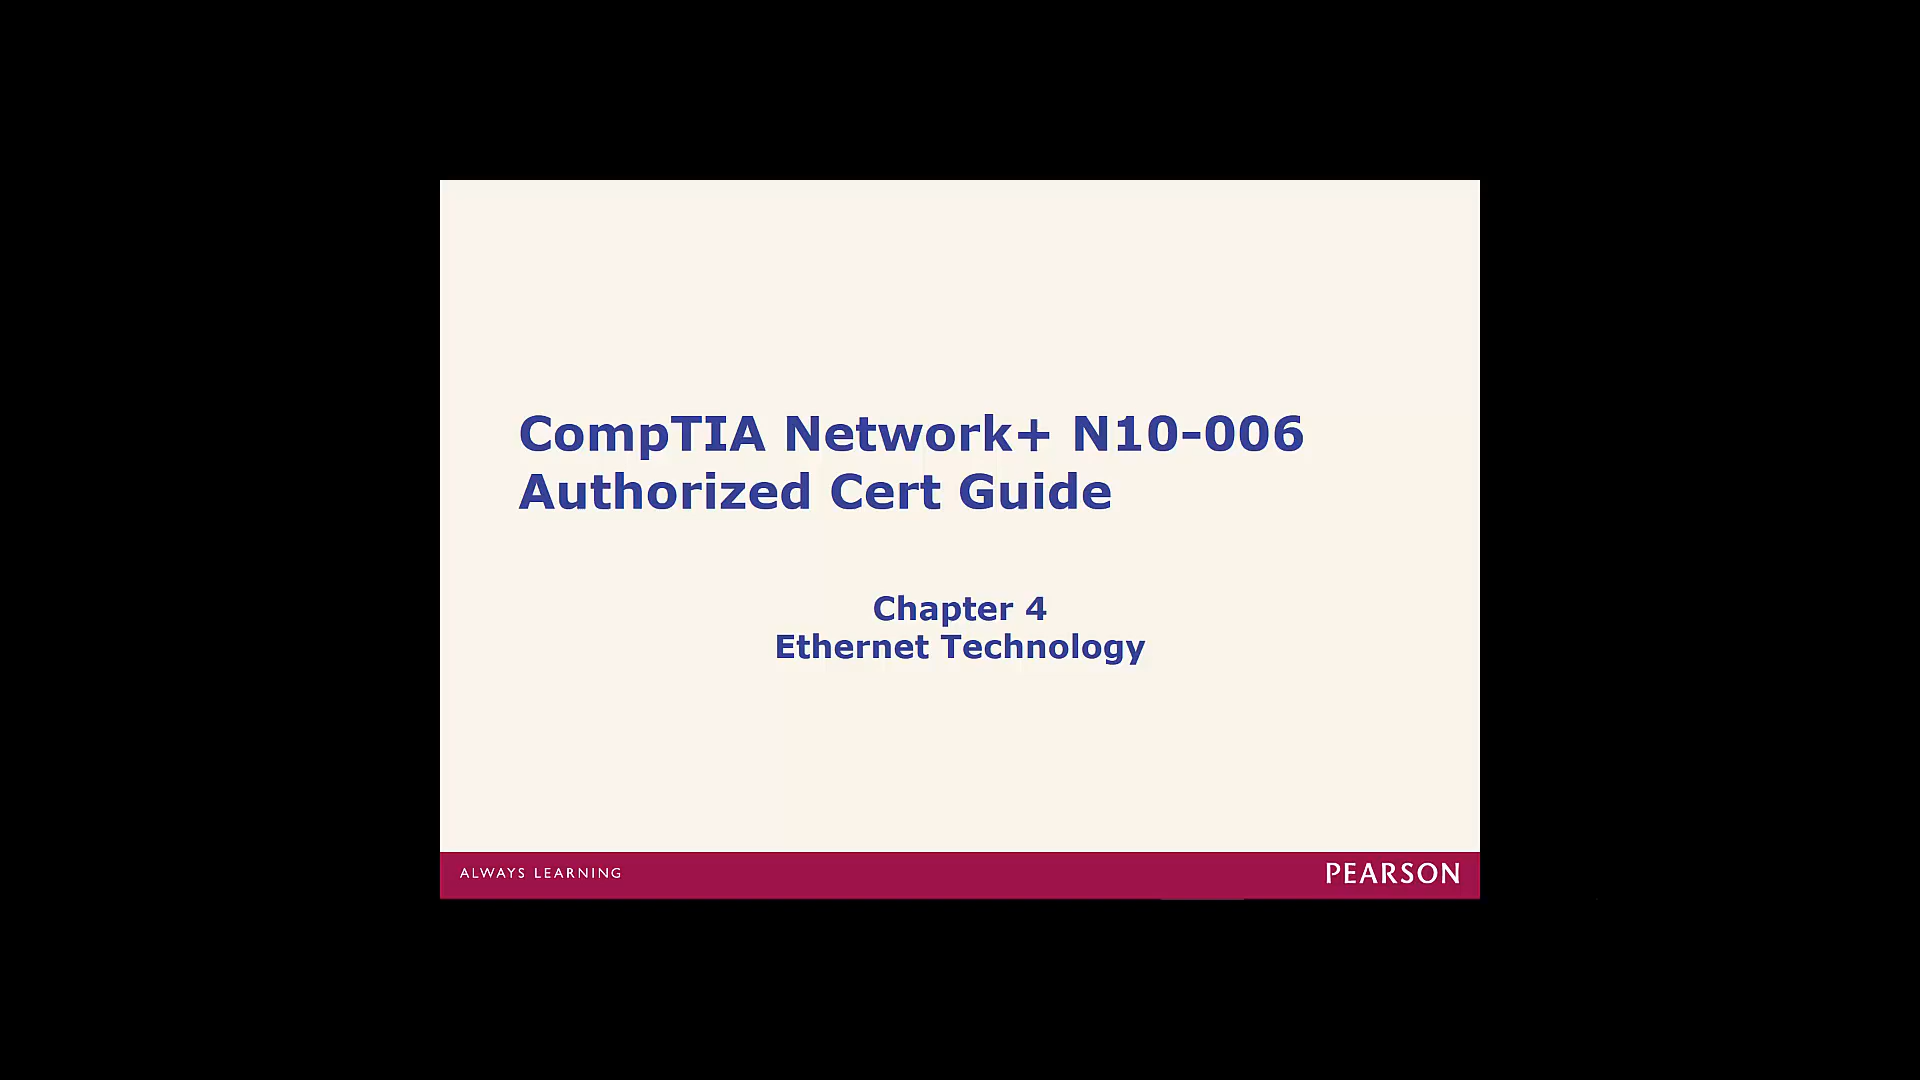 CompTIA Network+ N10-006
Authorized Cert Guide
Chapter 4
Ethernet Technology
ALWAYS LEARNING
PEARSON